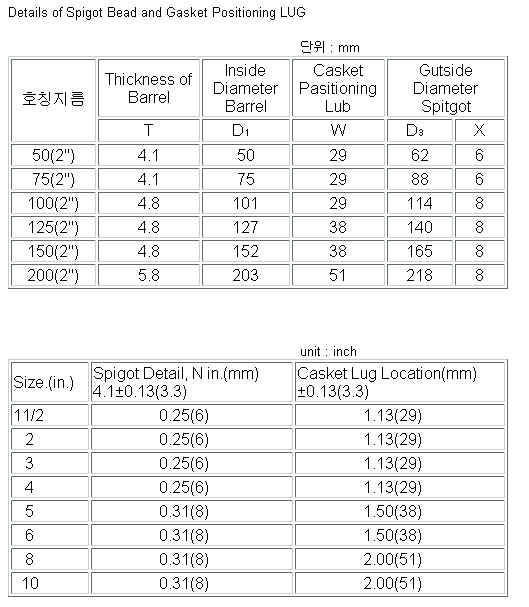 Details of Spigot Bead and Gasket Positioning LUG
단위 : mm
호칭지름 Thickness of Barrel Inside Diameter Barrel Casket Pasitioning Lub Gutside Diameter Spitgot
T D₁ W D₃ X
50(2") 4.1 50 29 62 6
75(2") 4.1 75 29 88 6
100(2") 4.8 101 29 114 8
125(2") 4.8 127 38 140 8
150(2") 4.8 152 38 165 8
200(2") 5.8 203 51 218 8
unit : inch
Size.(in.) Spigot Detail, N in.(mm) 4.1±0.13(3.3) Casket Lug Location(mm) ±0.13(3.3)
11/2 0.25(6) 1.13(29)
2 0.25(6) 1.13(29)
3 0.25(6) 1.13(29)
4 0.25(6) 1.13(29)
5 0.31(8) 1.50(38)
6 0.31(8) 1.50(38)
8 0.31(8) 2.00(51)
10 0.31(8) 2.00(51)